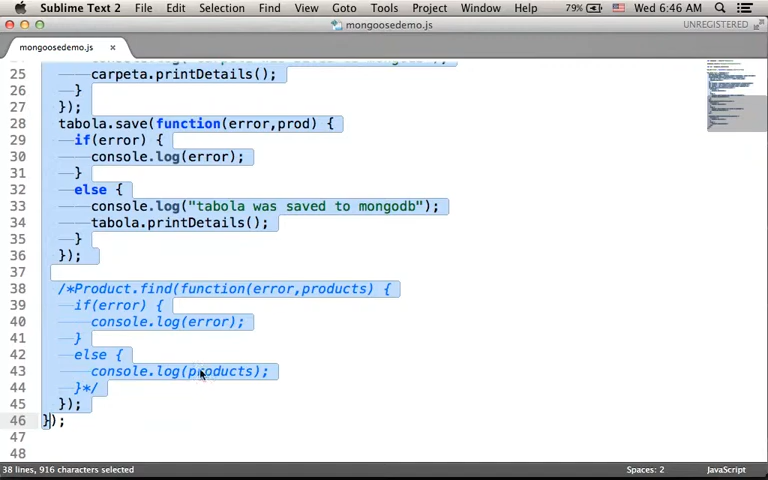 Sublime Text 2 File Edit Selection Find View Goto Tools Project Window Help 79% Wed 6:46 AM
mongoosedemo.js UNREGISTERED
mongoosedemo.js ×
25 carpeta.printDetails();
26 }
27 });
28 tabola.save(function(error,prod) {
29 if(error) {
30 console.log(error);
31 }
32 else {
33 console.log("tabola was saved to mongodb");
34 tabola.printDetails();
35 }
36 });
37
38 /*Product.find(function(error,products) {
39 if(error) {
40 console.log(error);
41 }
42 else {
43 console.log(products);
44 }*/
45 });
46 });
47
48
38 lines, 916 characters selected Spaces: 2 JavaScript